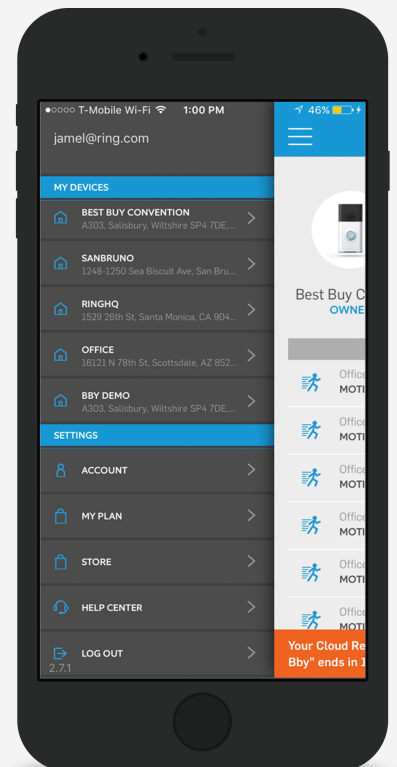 T-Mobile Wi-Fi 1:00 PM 46%
jamel@ring.com
MY DEVICES
BEST BUY CONVENTION
A303, Salisbury, Wiltshire SP4 7DE,...
SANBRUNO
1248-1250 Sea Biscuit Ave, San Bru...
RINGHQ
1529 26th St, Santa Monica, CA 904...
OFFICE
16121 N 78th St, Scottsdale, AZ 852...
BBY DEMO
A303, Salisbury, Wiltshire SP4 7DE,...
SETTINGS
ACCOUNT
MY PLAN
STORE
HELP CENTER
LOG OUT
2.7.1
Best Buy C
OWNE
Office
MOTI
Office
MOTI
Office
MOTI
Office
MOTI
Office
MOTI
Office
MOTI
Your Cloud Re
Bby" ends in 1